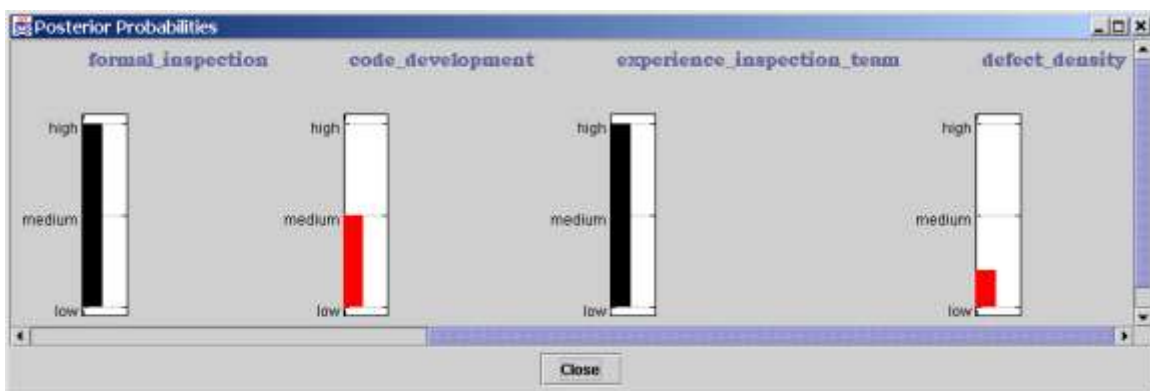 Posterior Probabilities
formal_inspection code_development experience_inspection_team defect_density
high high high high
medium medium medium medium
low low low low
Close